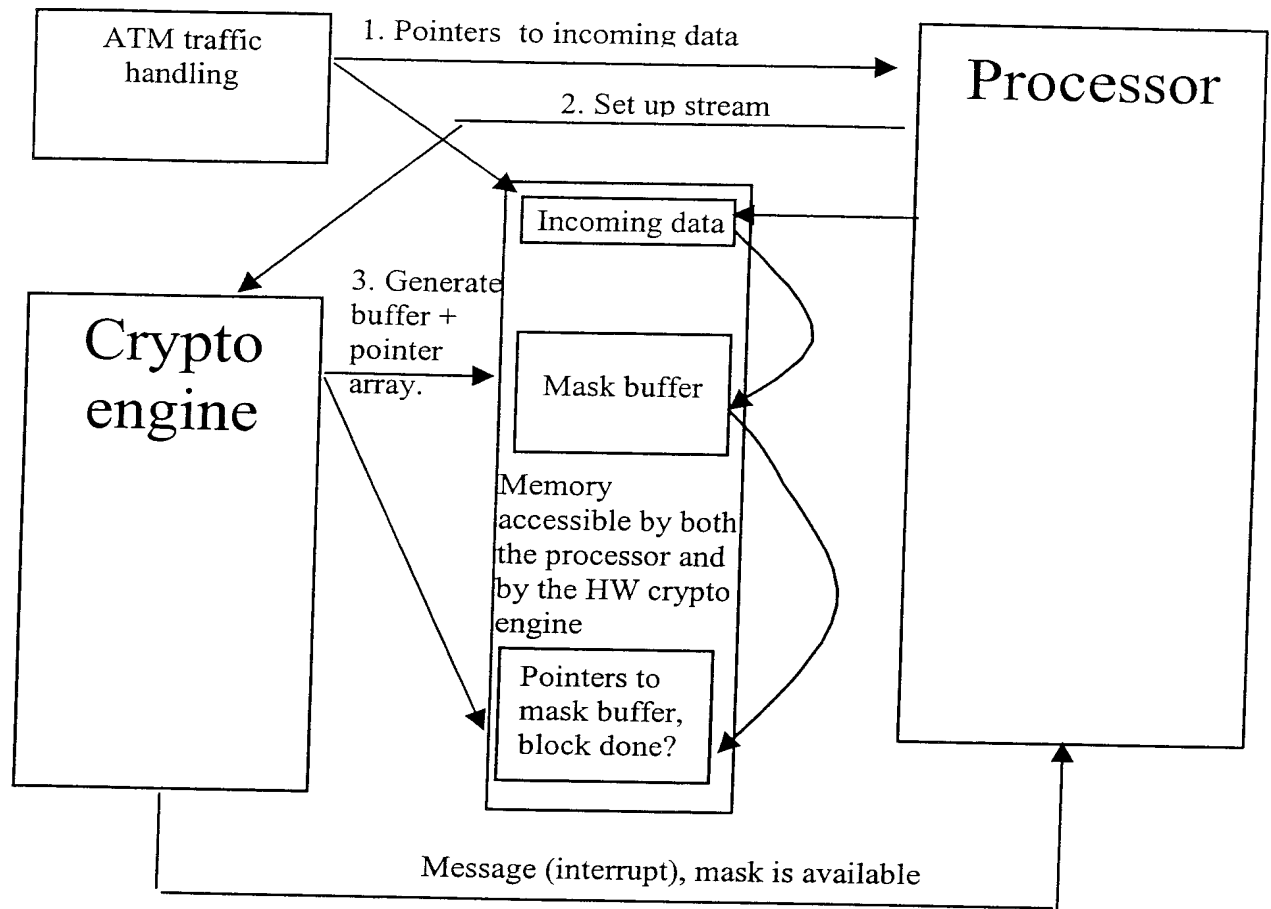 ATM traffic
handling
1. Pointers to incoming data
Processor
2. Set up stream
Incoming data
3. Generate
buffer +
pointer
array.
Crypto
engine
Mask buffer
Memory
accessible by both
the processor and
by the HW crypto
engine
Pointers to
mask buffer,
block done?
Message (interrupt), mask is available